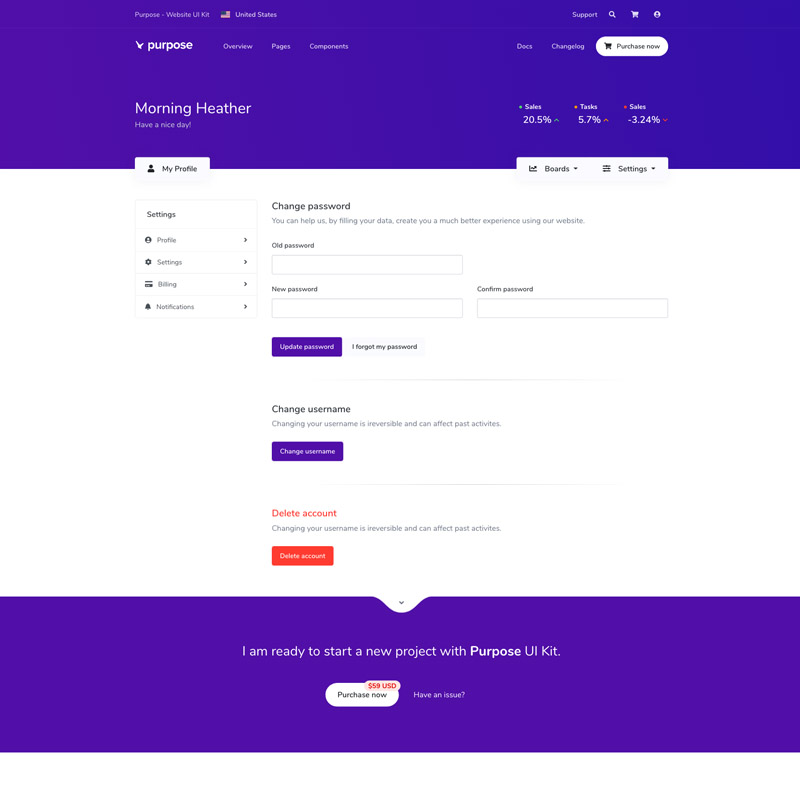 Purpose - Website UI Kit
United States
Support
purpose
Overview
Pages
Components
Docs
Changelog
Purchase now
Morning Heather
Have a nice day!
Sales
20.5%
Tasks
5.7%
Sales
-3.24%
My Profile
Boards
Settings
Settings
Profile
Settings
Billing
Notifications
Change password
You can help us, by filling your data, create you a much better experience using our website.
Old password
New password
Confirm password
Update password
I forgot my password
Change username
Changing your username is ireversible and can affect past activites.
Change username
Delete account
Changing your username is ireversible and can affect past activites.
Delete account
I am ready to start a new project with Purpose UI Kit.
$59 USD
Purchase now
Have an issue?